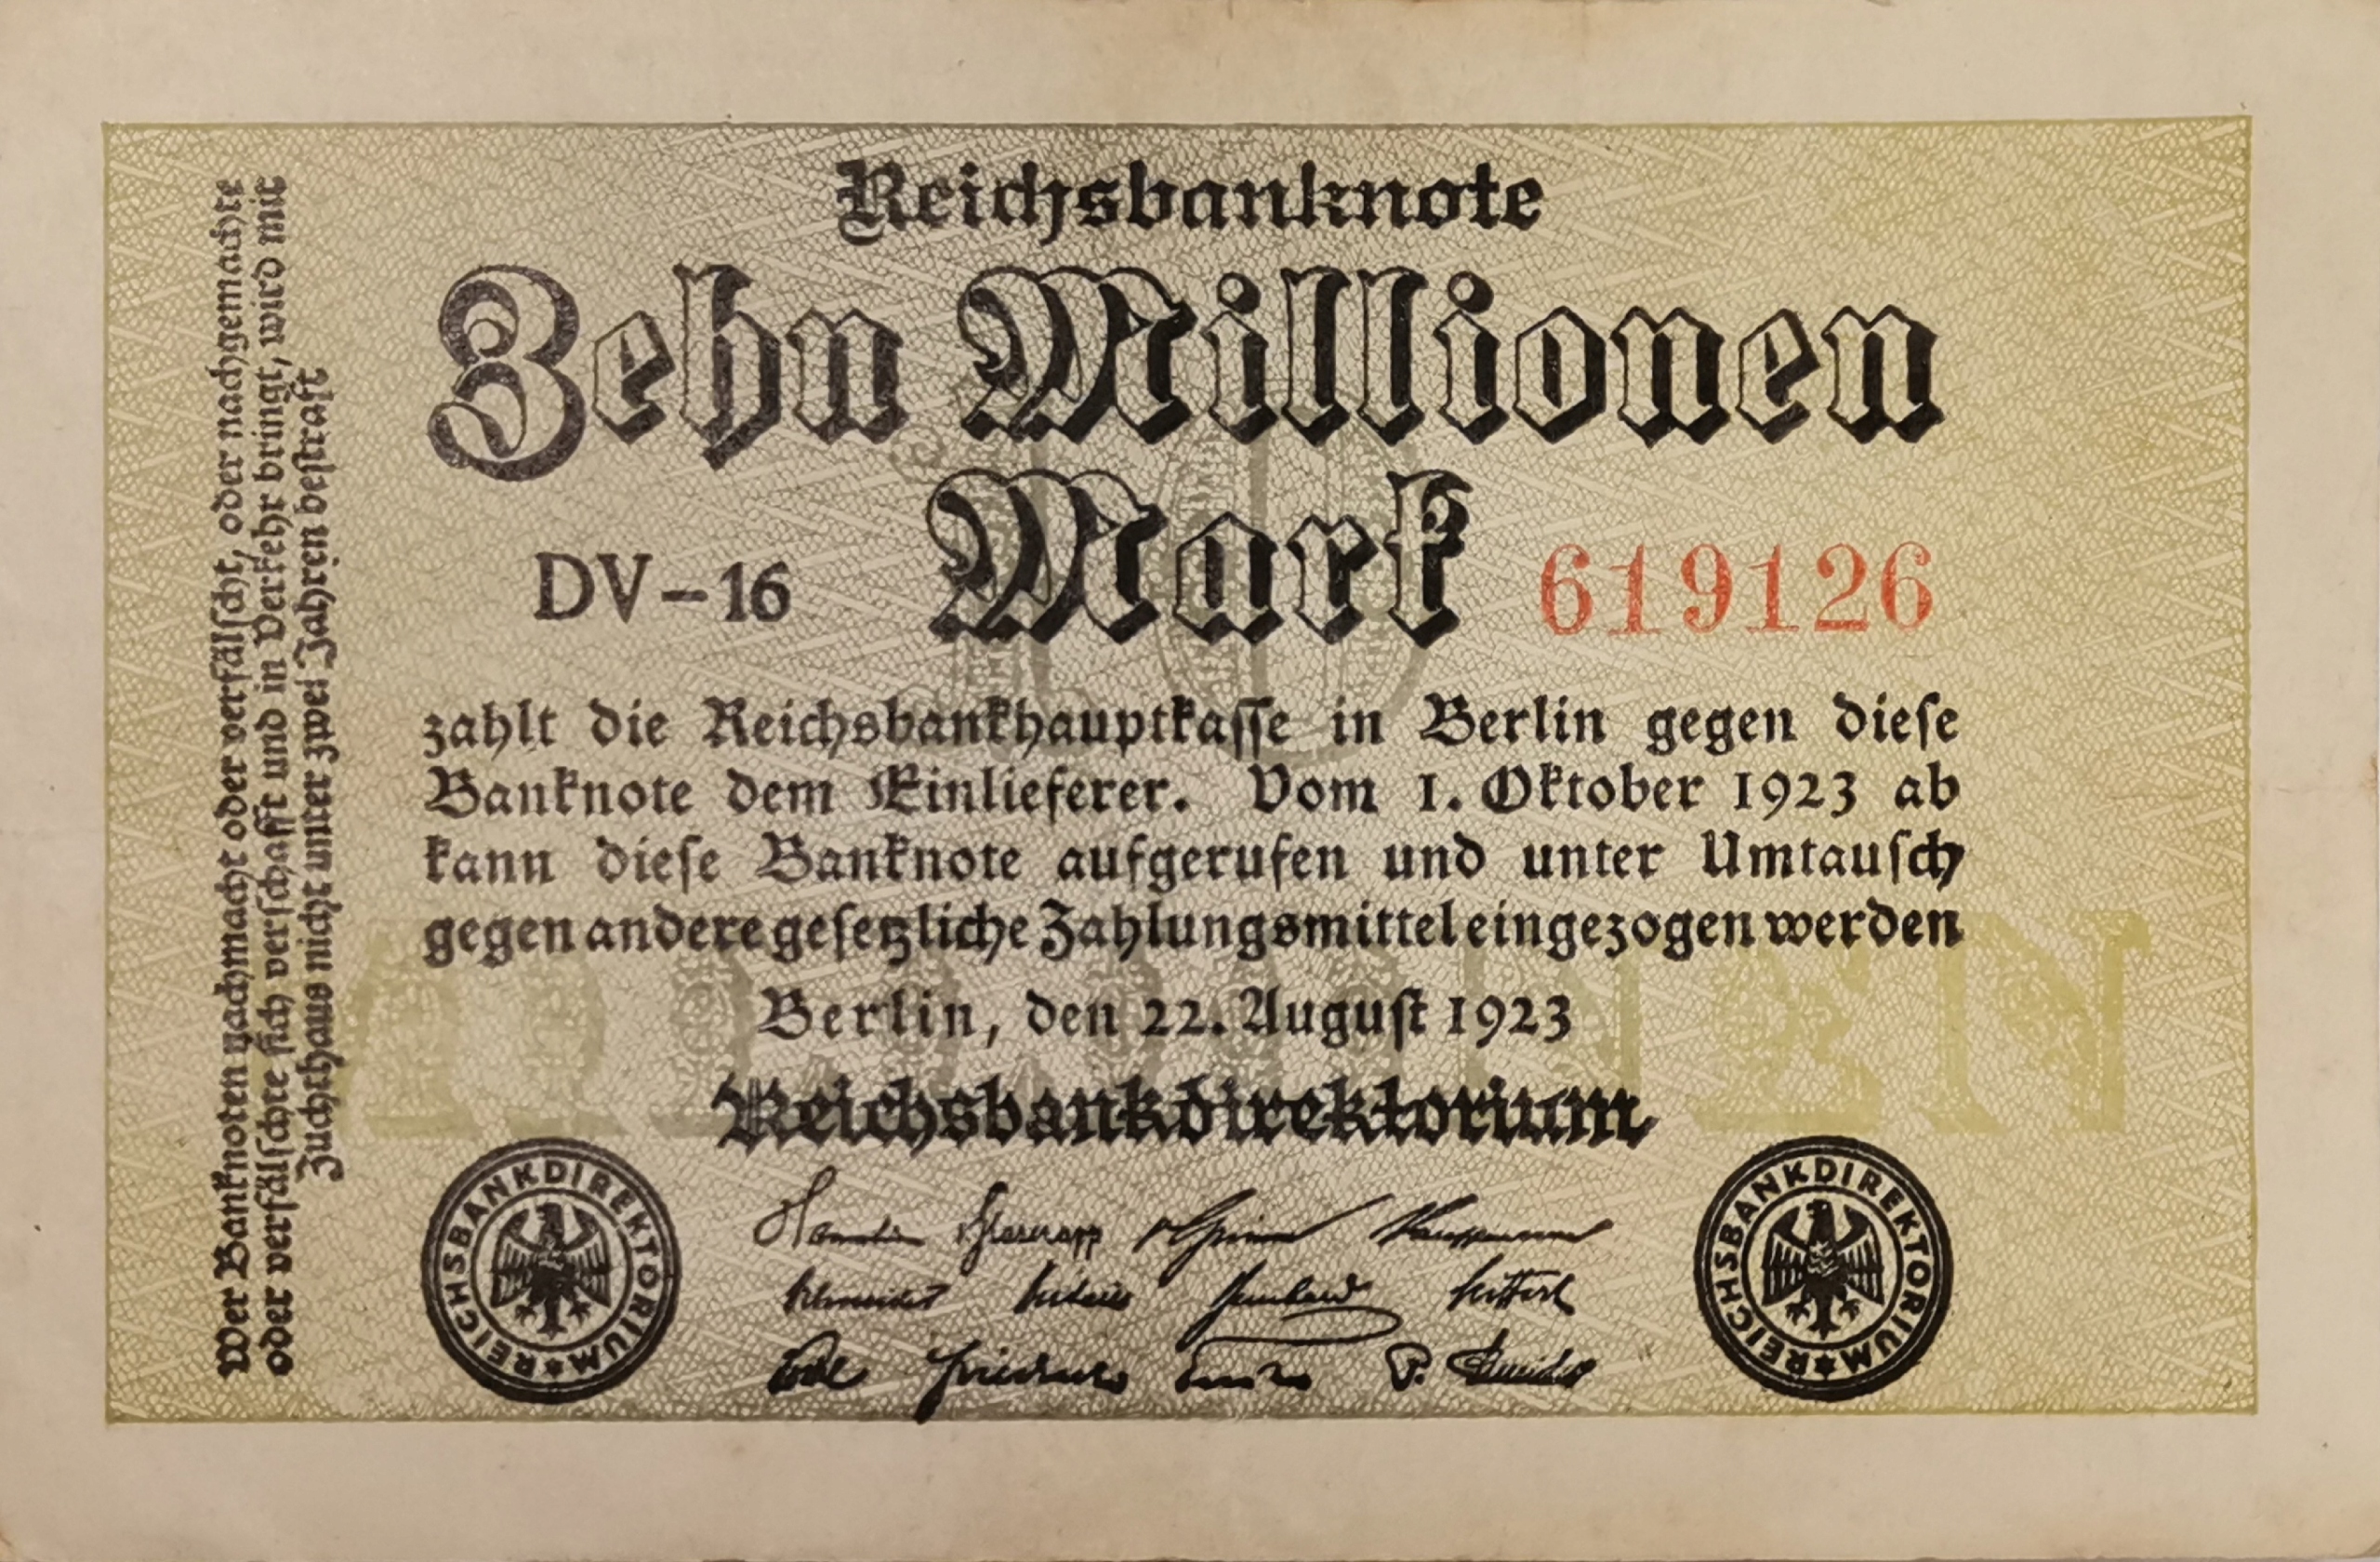 Reichsbanknote
Zehn Millionen
Mark
DV-16
619126
zahlt die Reichsbankhauptkasse in Berlin gegen diese
Banknote dem Einlieferer. Vom 1. Oktober 1923 ab
kann diese Banknote aufgerufen und unter Umtausch
gegen andere gesetzliche Zahlungsmittel eingezogen werden
Berlin, den 22. August 1923
Reichsbankdirektorium
REICHSBANKDIREKTORIUM
REICHSBANKDIREKTORIUM
Wer Banknoten nachmacht oder verfälscht, oder nachgemachte
oder verfälschte sich verschafft und in Verkehr bringt, wird mit
Zuchthaus nicht unter zwei Jahren bestraft
10